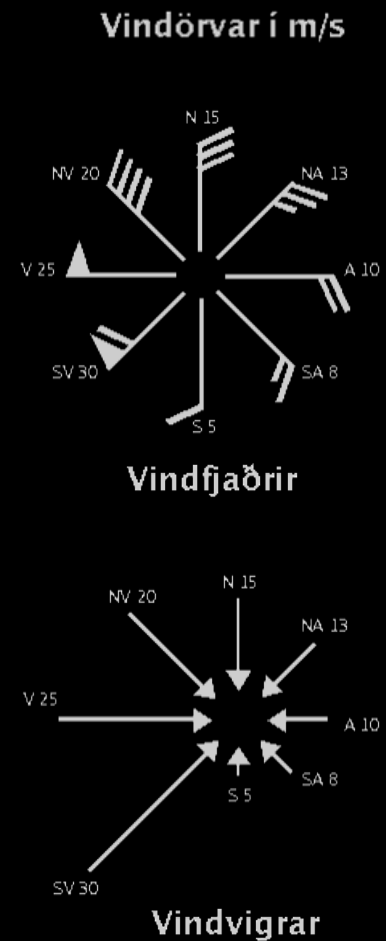 Vindörvar í m/s
N 15
NV 20
NA 13
V 25
A 10
SV 30
SA 8
S 5
Vindfjaðrir
N 15
NV 20
NA 13
V 25
A 10
SA 8
S 5
SV 30
Vindvigrar